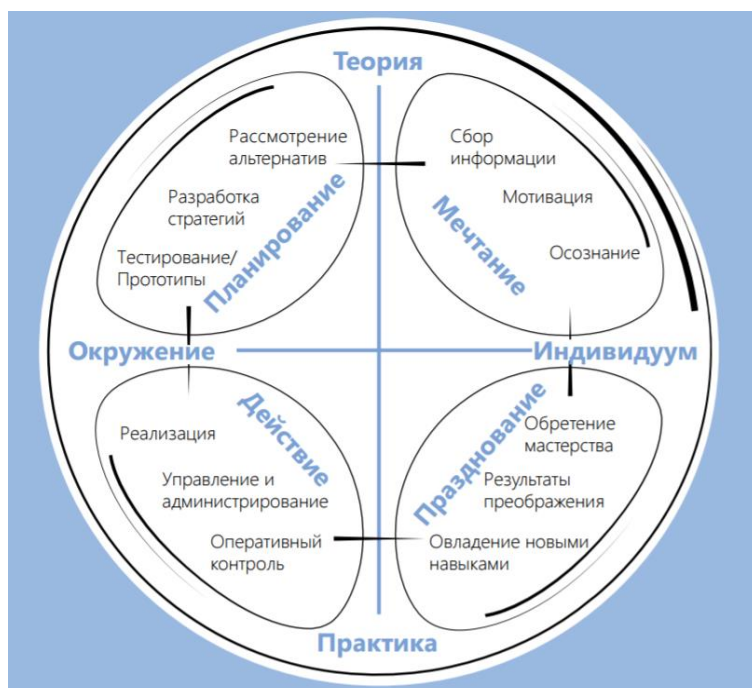 Теория
Рассмотрение
альтернатив
Разработка
стратегий
Тестирование/
Прототипы
Планирование
Сбор
информации
Мотивация
Осознание
Мечтание
Окружение
Индивидуум
Действие
Реализация
Управление и
администрирование
Оперативный
контроль
Празднование
Обретение
мастерства
Результаты
преображения
Овладение новыми
навыками
Практика